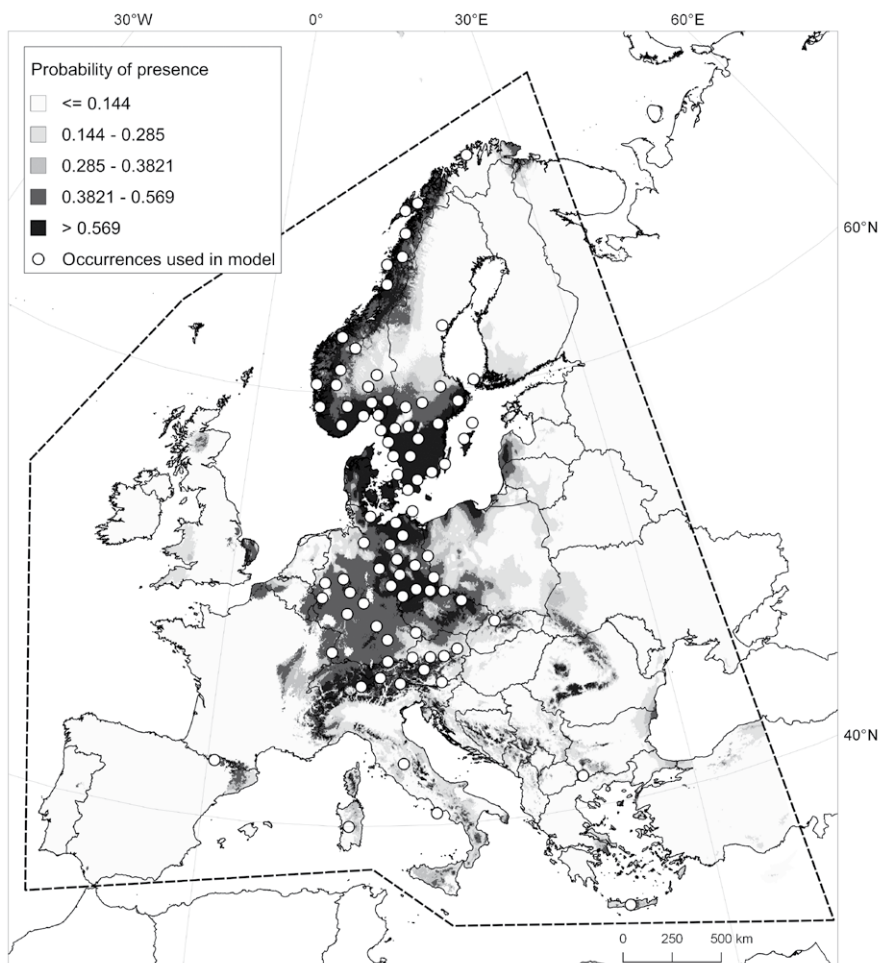 30°W 0° 30°E 60°E
Probability of presence
<= 0.144
0.144 - 0.285
0.285 - 0.3821
0.3821 - 0.569
> 0.569
Occurrences used in model
60°N
40°N
0 250 500 km